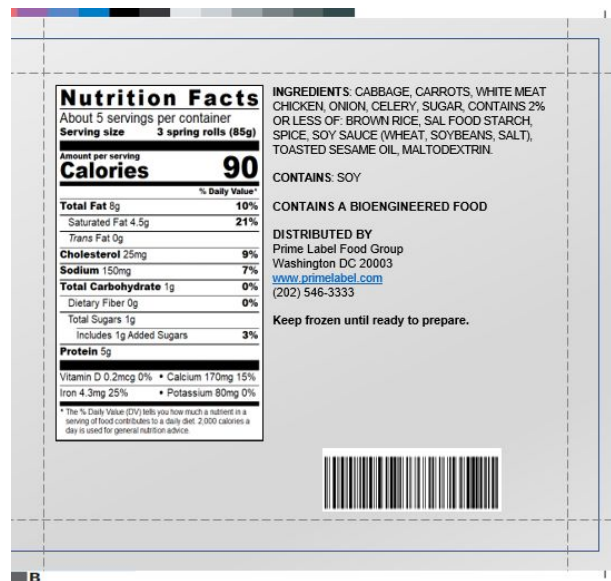 Nutrition Facts
About 5 servings per container
Serving size 3 spring rolls (85g)
Amount per serving
Calories 90
% Daily Value*
Total Fat 8g 10%
Saturated Fat 4.5g 21%
Trans Fat 0g
Cholesterol 25mg 9%
Sodium 150mg 7%
Total Carbohydrate 1g 0%
Dietary Fiber 0g 0%
Total Sugars 1g
Includes 1g Added Sugars 3%
Protein 5g
Vitamin D 0.2mcg 0% • Calcium 170mg 15%
Iron 4.3mg 25% • Potassium 80mg 0%
* The % Daily Value (DV) tells you how much a nutrient in a
serving of food contributes to a daily diet. 2,000 calories a
day is used for general nutrition advice.
INGREDIENTS: CABBAGE, CARROTS, WHITE MEAT
CHICKEN, ONION, CELERY, SUGAR, CONTAINS 2%
OR LESS OF: BROWN RICE, SAL FOOD STARCH,
SPICE, SOY SAUCE (WHEAT, SOYBEANS, SALT),
TOASTED SESAME OIL, MALTODEXTRIN.
CONTAINS: SOY
CONTAINS A BIOENGINEERED FOOD
DISTRIBUTED BY
Prime Label Food Group
Washington DC 20003
www.primelabel.com
(202) 546-3333
Keep frozen until ready to prepare.
B